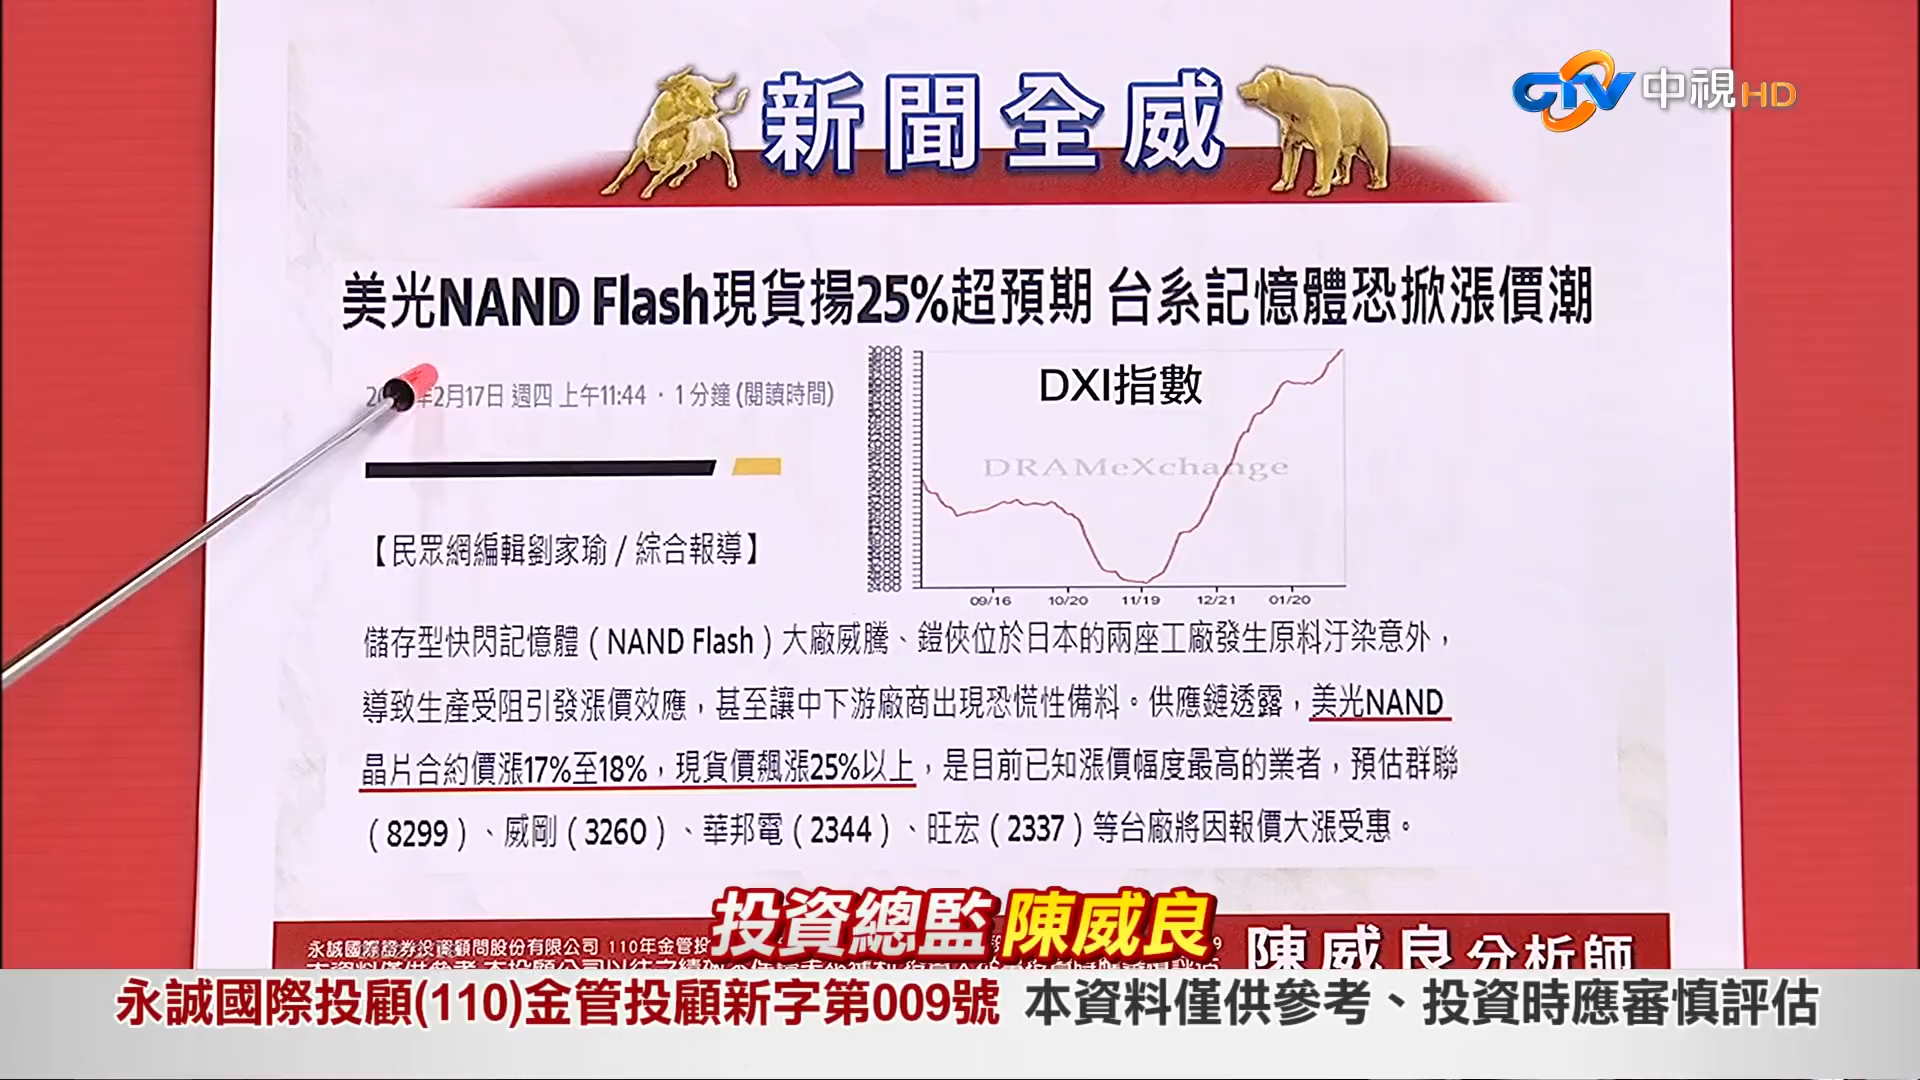 新聞全威
CTV中視HD
美光NAND Flash現貨揚25%超預期 台系記憶體恐掀漲價潮
年2月17日 週四 上午11:44 · 1分鐘 (閱讀時間)
DXI指數
DRAMeXchange
2400
09/16 10/20 11/19 12/21 01/20
【民眾網編輯劉家瑜/綜合報導】
儲存型快閃記憶體(NAND Flash)大廠威騰、鎧俠位於日本的兩座工廠發生原料汙染意外,
導致生產受阻引發漲價效應,甚至讓中下游廠商出現恐慌性備料。供應鏈透露,美光NAND
晶片合約價漲17%至18%,現貨價飆漲25%以上,是目前已知漲價幅度最高的業者,預估群聯
(8299)、威剛(3260)、華邦電(2344)、旺宏(2337)等台廠將因報價大漲受惠。
投資總監 陳威良
永誠國際證券投資顧問股份有限公司 110年金管投
陳威良分析師
永誠國際投顧(110)金管投顧新字第009號 本資料僅供參考、投資時應審慎評估